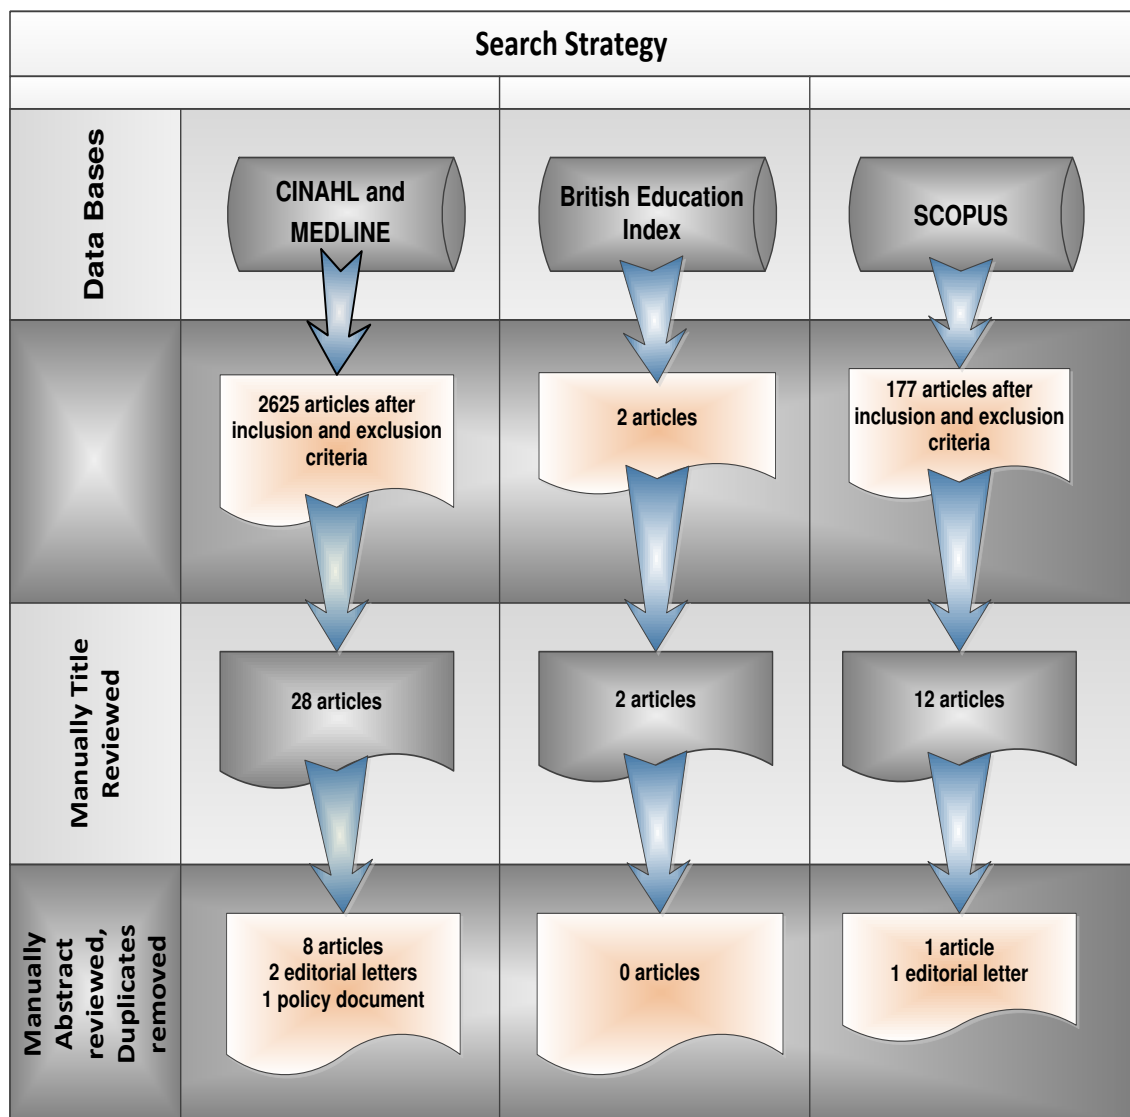 Search Strategy
Data Bases
CINAHL and
MEDLINE
British Education
Index
SCOPUS
2625 articles after
inclusion and exclusion
criteria
2 articles
177 articles after
inclusion and exclusion
criteria
Manually Title
Reviewed
28 articles
2 articles
12 articles
Manually
Abstract
reviewed,
Duplicates
removed
8 articles
2 editorial letters
1 policy document
0 articles
1 article
1 editorial letter